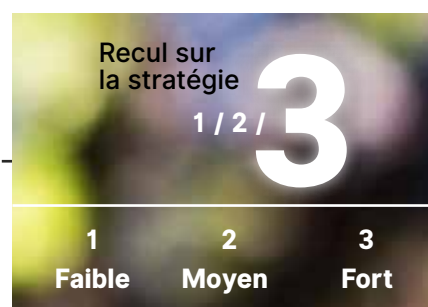 Recul sur
la stratégie
1 / 2 / 3
1 2 3
Faible Moyen Fort